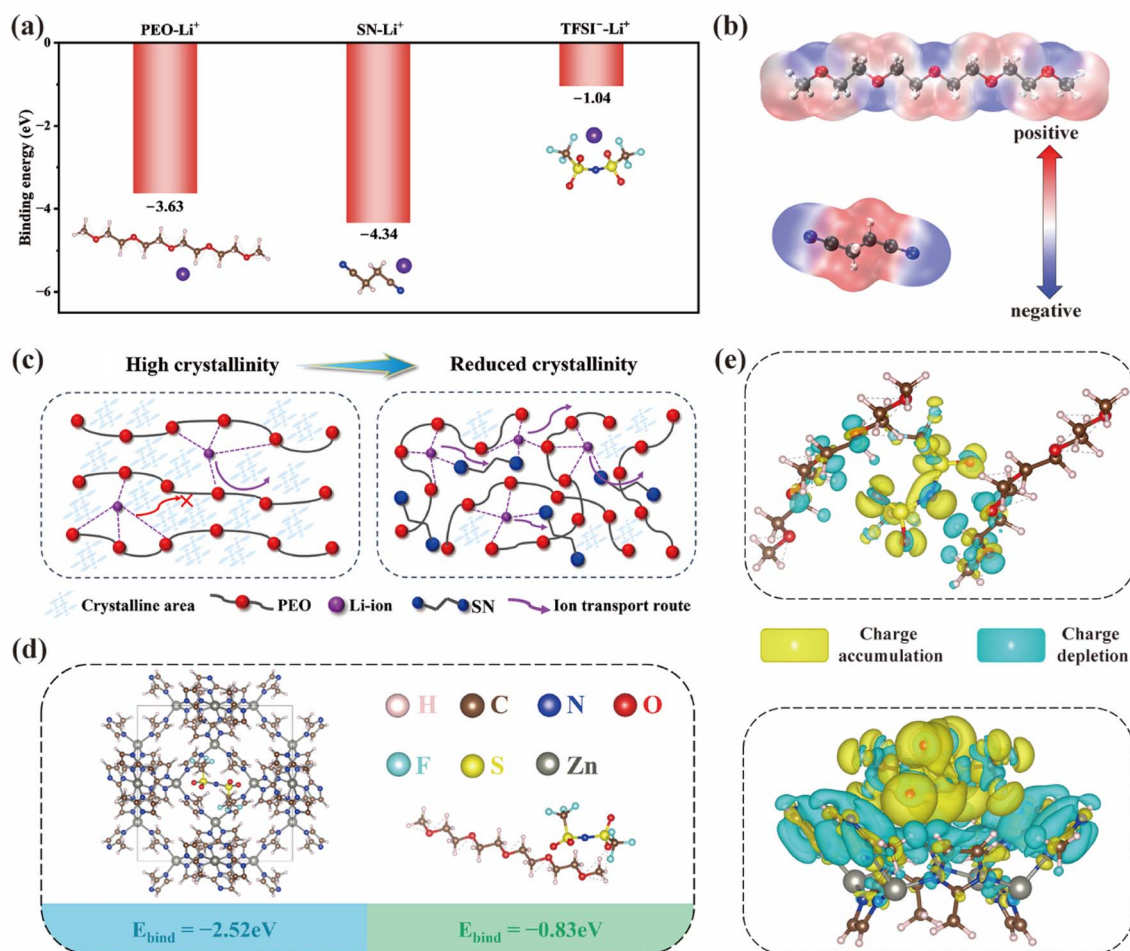 (a)
PEO-Li⁺
SN-Li⁺
TFSI⁻-Li⁺
0
−2
−4
−6
Binding energy (eV)
−3.63
−4.34
−1.04
(b)
positive
negative
(c)
High crystallinity
Reduced crystallinity
Crystalline area
PEO
Li-ion
SN
Ion transport route
(d)
H
C
N
O
F
S
Zn
E_bind = −2.52eV
E_bind = −0.83eV
(e)
Charge
accumulation
Charge
depletion